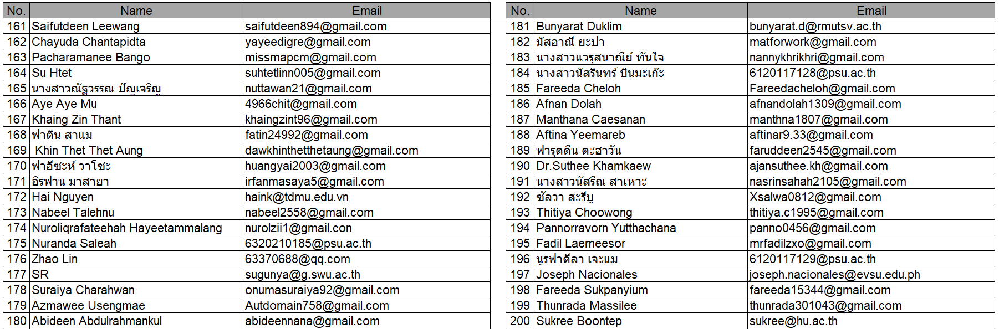 No. Name Email
161 Saifutdeen Leewang saifutdeen894@gmail.com
162 Chayuda Chantapidta yayeedigre@gmail.com
163 Pacharamanee Bango missmapcm@gmail.com
164 Su Htet suhtetlinn005@gmail.com
165 นางสาวณัฐวรรณ ปัญเจริญ nuttawan21@gmail.com
166 Aye Aye Mu 4966chit@gmail.com
167 Khaing Zin Thant khaingzint96@gmail.com
168 ฟาติน สาแม fatin24992@gmail.com
169 Khin Thet Thet Aung dawkhinthetthetaung@gmail.com
170 ฟาอีซะห์ วาโซะ huangyai2003@gmail.com
171 อิรฟาน มาสายา irfanmasaya5@gmail.com
172 Hai Nguyen haink@tdmu.edu.vn
173 Nabeel Talehnu nabeel2558@gmail.com
174 Nuroliqrafateehah Hayeetammalang nurolzii1@gmail.con
175 Nuranda Saleah 6320210185@psu.ac.th
176 Zhao Lin 63370688@qq.com
177 SR sugunya@g.swu.ac.th
178 Suraiya Charahwan onumasuraiya92@gmail.com
179 Azmawee Usengmae Autdomain758@gmail.com
180 Abideen Abdulrahmankul abideennana@gmail.com
No. Name Email
181 Bunyarat Duklim bunyarat.d@rmutsv.ac.th
182 มัสอาณี ยะปา matforwork@gmail.com
183 นางสาวแวรุสนาณีย์ ทันใจ nannykhrikhri@gmail.com
184 นางสาวนัสรินทร์ บินมะเก๊ะ 6120117128@psu.ac.th
185 Fareeda Cheloh Fareedacheloh@gmail.com
186 Afnan Dolah afnandolah1309@gmail.com
187 Manthana Caesanan manthna1807@gmail.com
188 Aftina Yeemareb aftinar9.33@gmail.com
189 ฟารุตดีน ตะฮาวัน faruddeen2545@gmail.com
190 Dr.Suthee Khamkaew ajansuthee.kh@gmail.com
191 นางสาวนัสรีณ สาเหาะ nasrinsahah2105@gmail.com
192 ซัลวา สะรีบู Xsalwa0812@gmail.com
193 Thitiya Choowong thitiya.c1995@gmail.com
194 Pannorravorn Yutthachana panno0456@gmail.com
195 Fadil Laemeesor mrfadilzxo@gmail.com
196 นูรฟาดีลา เจะแม 6120117129@psu.ac.th
197 Joseph Nacionales joseph.nacionales@evsu.edu.ph
198 Fareeda Sukpanyium fareeda15344@gmail.com
199 Thunrada Massilee thunrada301043@gmail.com
200 Sukree Boontep sukree@hu.ac.th